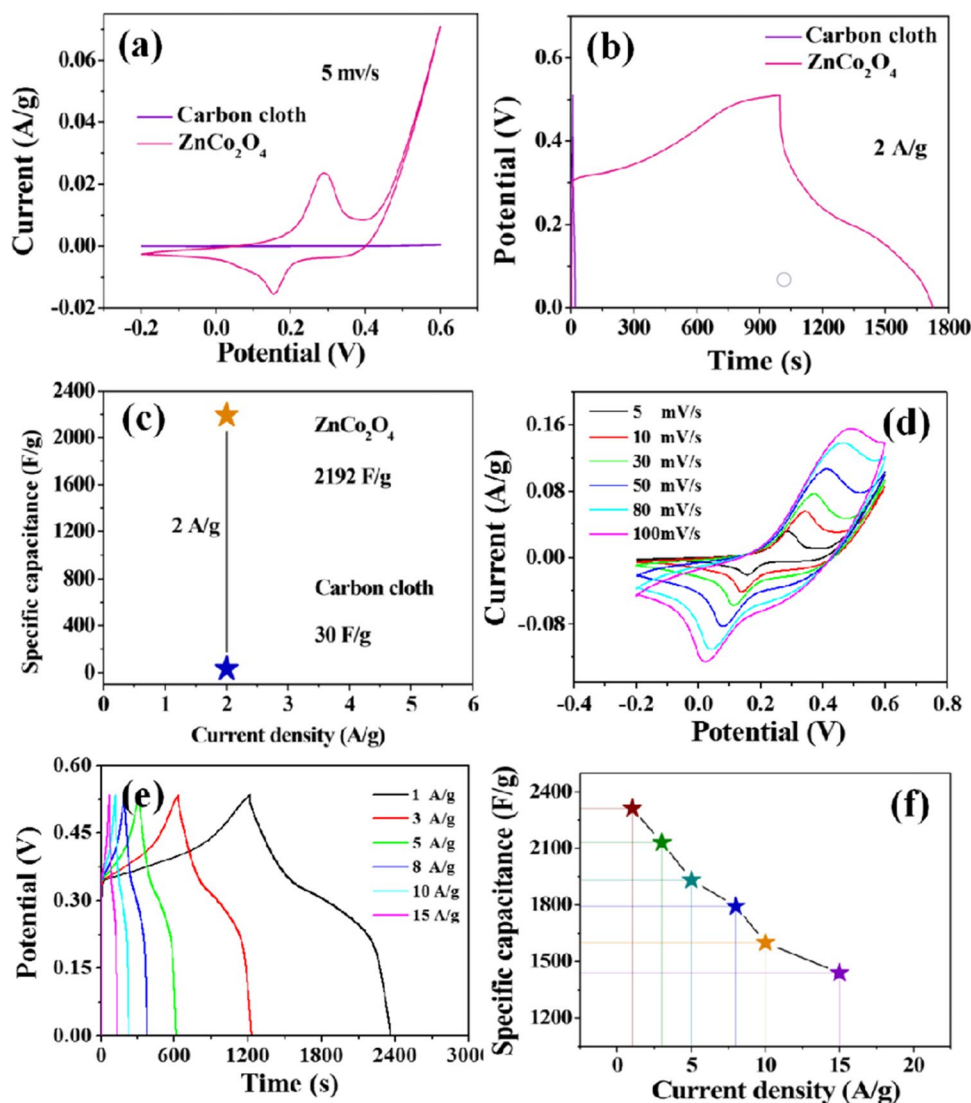 (a)
5 mv/s
Carbon cloth
ZnCo₂O₄
Current (A/g)
0.06
0.04
0.02
0.00
-0.02
-0.2 0.0 0.2 0.4 0.6
Potential (V)
(b)
Carbon cloth
ZnCo₂O₄
2 A/g
Potential (V)
0.6
0.4
0.2
0.0
0 300 600 900 1200 1500 1800
Time (s)
(c)
ZnCo₂O₄
2192 F/g
2 A/g
Carbon cloth
30 F/g
Specific capacitance (F/g)
2400
2000
1600
1200
800
400
0
0 1 2 3 4 5 6
Current density (A/g)
(d)
5 mV/s
10 mV/s
30 mV/s
50 mV/s
80 mV/s
100mV/s
Current (A/g)
0.16
0.08
0.00
-0.08
-0.4 -0.2 0.0 0.2 0.4 0.6 0.8
Potential (V)
(e)
1 A/g
3 A/g
5 A/g
8 A/g
10 A/g
15 A/g
Potential (V)
0.60
0.45
0.30
0.15
0.00
0 600 1200 1800 2400 3000
Time (s)
(f)
Specific capacitance (F/g)
2400
2100
1800
1500
1200
0 5 10 15 20
Current density (A/g)